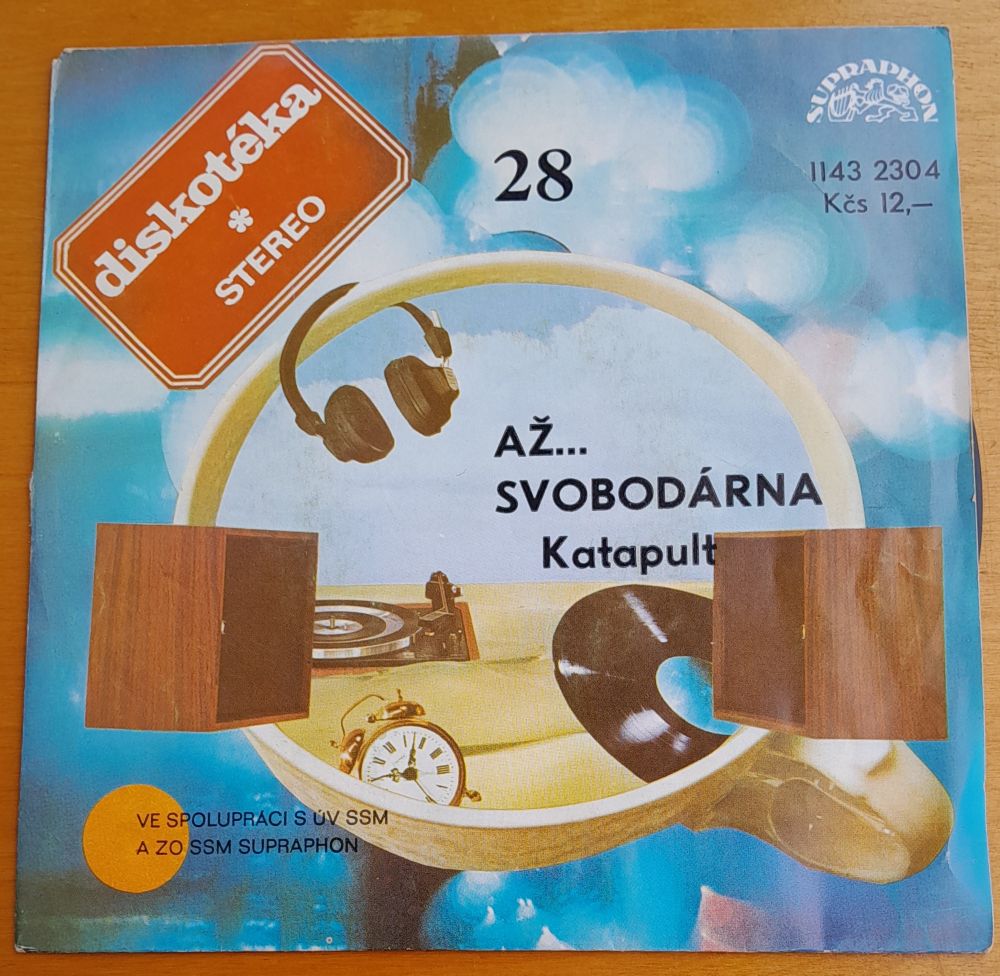 diskotéka
*
STEREO
28
SUPRAPHON
1143 2304
Kčs 12,—
AŽ...
SVOBODÁRNA
Katapult
VE SPOLUPRÁCI S ÚV SSM
A ZO SSM SUPRAPHON